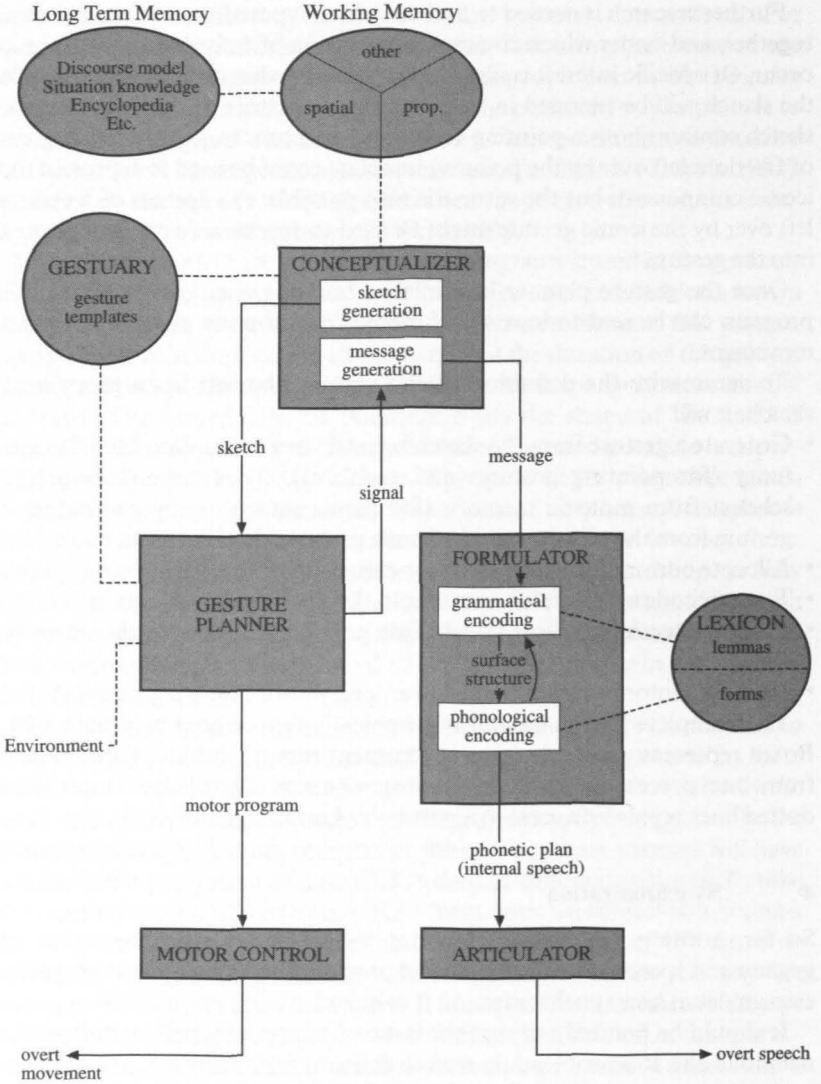 Long Term Memory
Working Memory
Discourse model
Situation knowledge
Encyclopedia
Etc.
other
spatial
prop.
GESTUARY
gesture
templates
CONCEPTUALIZER
sketch
generation
message
generation
sketch
signal
message
GESTURE
PLANNER
FORMULATOR
grammatical
encoding
surface
structure
phonological
encoding
LEXICON
lemmas
forms
Environment
motor program
phonetic plan
(internal speech)
MOTOR CONTROL
ARTICULATOR
overt
movement
overt speech